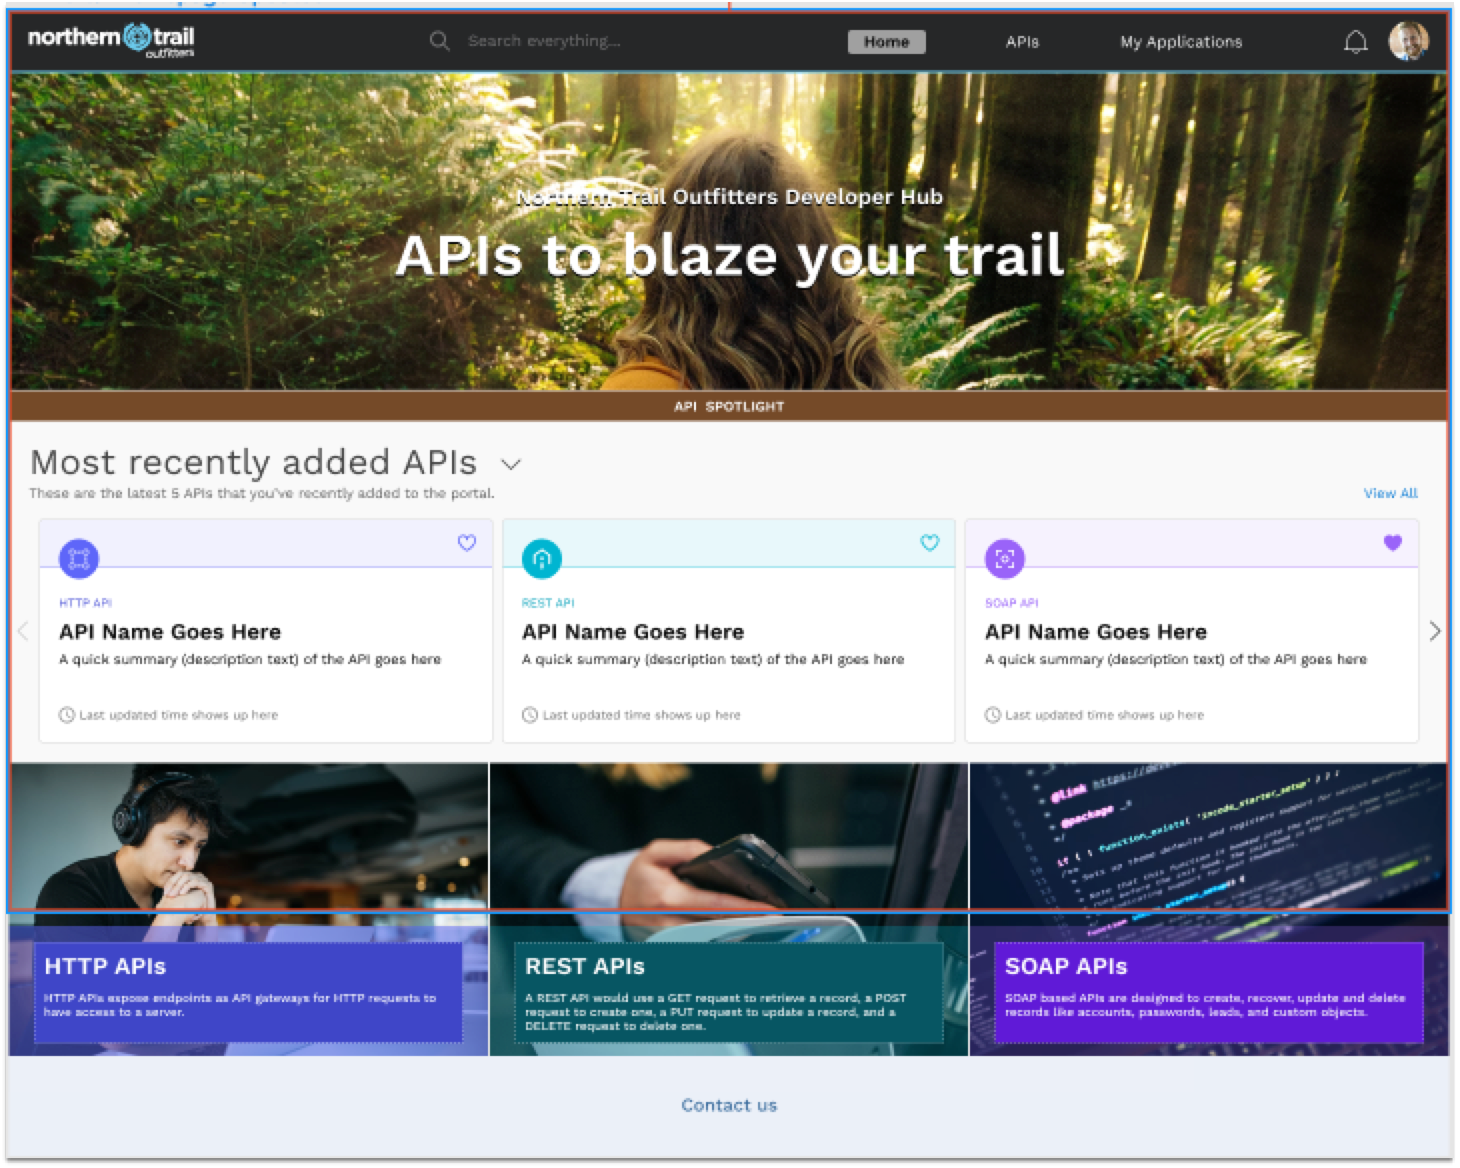 northern trail
outfitters
Search everything...
Home
APIs
My Applications
Northern Trail Outfitters Developer Hub
APIs to blaze your trail
API SPOTLIGHT
Most recently added APIs
These are the latest 5 APIs that you've recently added to the portal.
View All
HTTP API
API Name Goes Here
A quick summary (description text) of the API goes here
Last updated time shows up here
REST API
API Name Goes Here
A quick summary (description text) of the API goes here
Last updated time shows up here
SOAP API
API Name Goes Here
A quick summary (description text) of the API goes here
Last updated time shows up here
@link https://
@package _s
*/
if ( ! function_exists( '
HTTP APIs
HTTP APIs expose endpoints as API gateways for HTTP requests to
have access to a server.
REST APIs
A REST API would use a GET request to retrieve a record, a POST
request to create one, a PUT request to update a record, and a
DELETE request to delete one.
SOAP APIs
SOAP based APIs are designed to create, recover, update and delete
records like accounts, passwords, leads, and custom objects.
Contact us